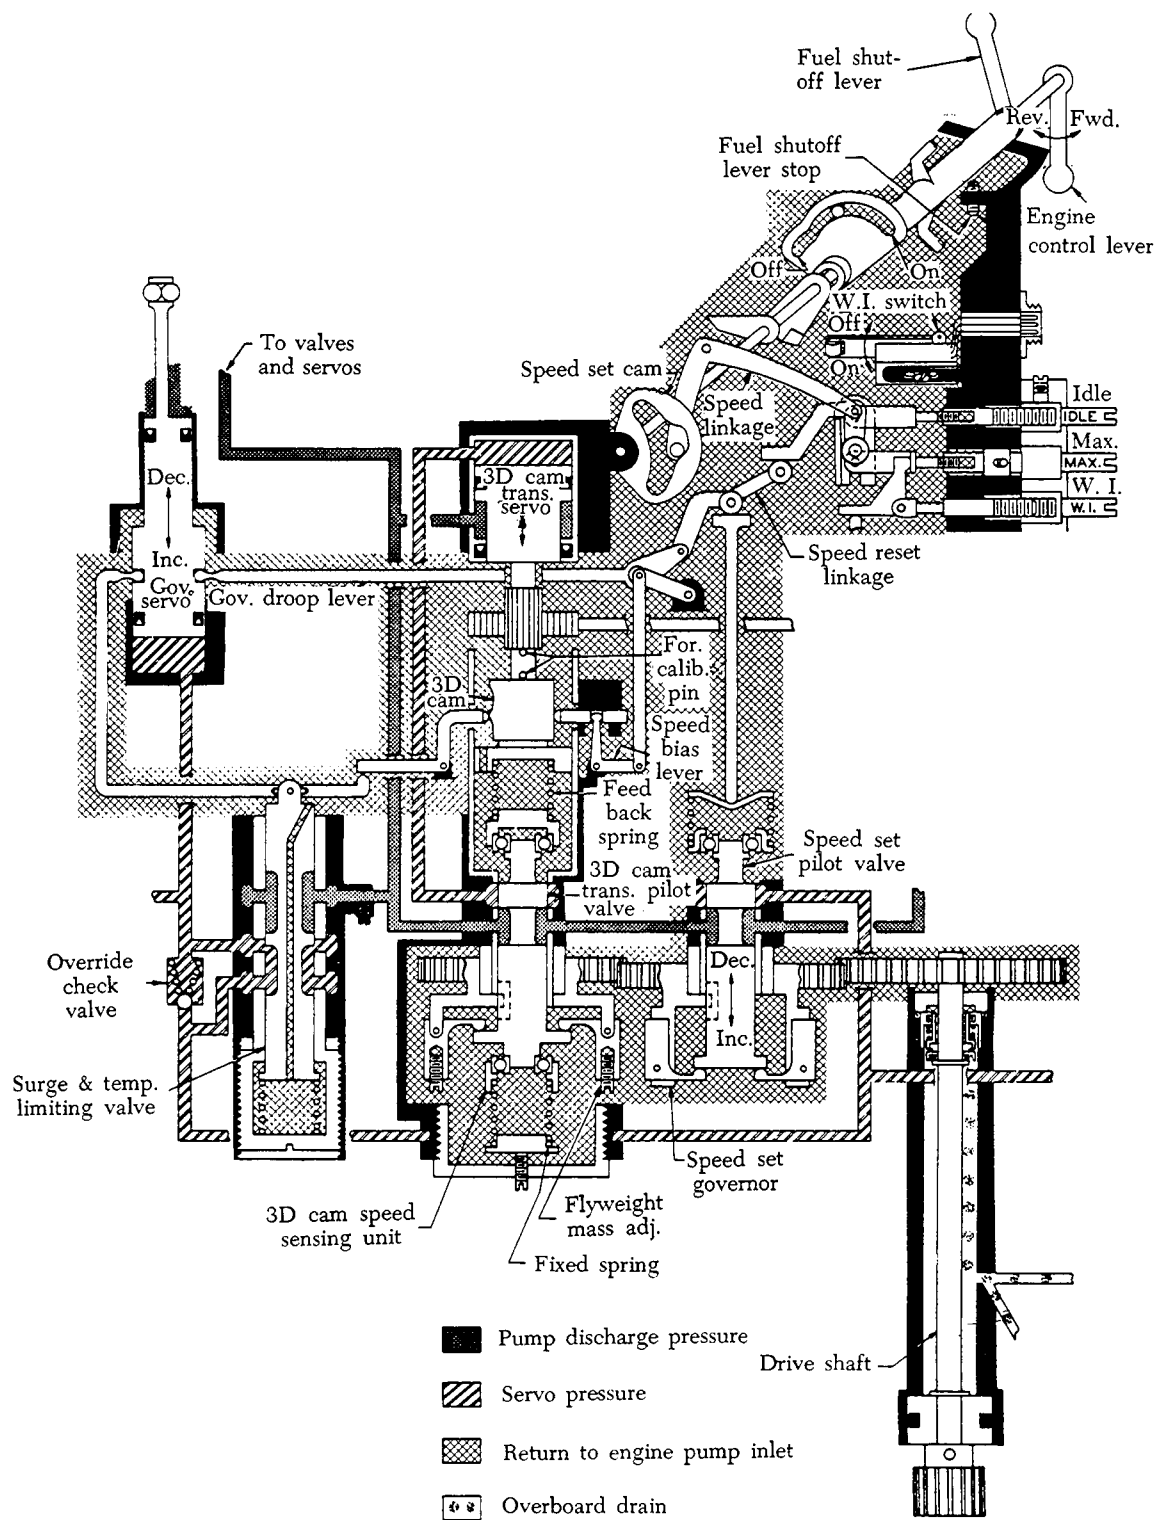 Fuel shut-
off lever
Rev.
Fwd.
Fuel shutoff
lever stop
Engine
control lever
Off
On
W.I. switch
Off
On
To valves
and servos
Speed set cam
Speed
linkage
Idle
IDLE
Max.
MAX.
W. I.
W.I.
3D cam
trans.
servo
Dec.
Inc.
Gov.
servo
Gov. droop lever
Speed reset
linkage
For.
calib.
pin
3D
cam
Speed
bias
lever
Feed
back
spring
Speed set
pilot valve
3D cam
trans. pilot
valve
Override
check
valve
Dec.
Inc.
Surge & temp.
limiting valve
Speed set
governor
3D cam speed
sensing unit
Flyweight
mass adj.
Fixed spring
Drive shaft
Pump discharge pressure
Servo pressure
Return to engine pump inlet
Overboard drain